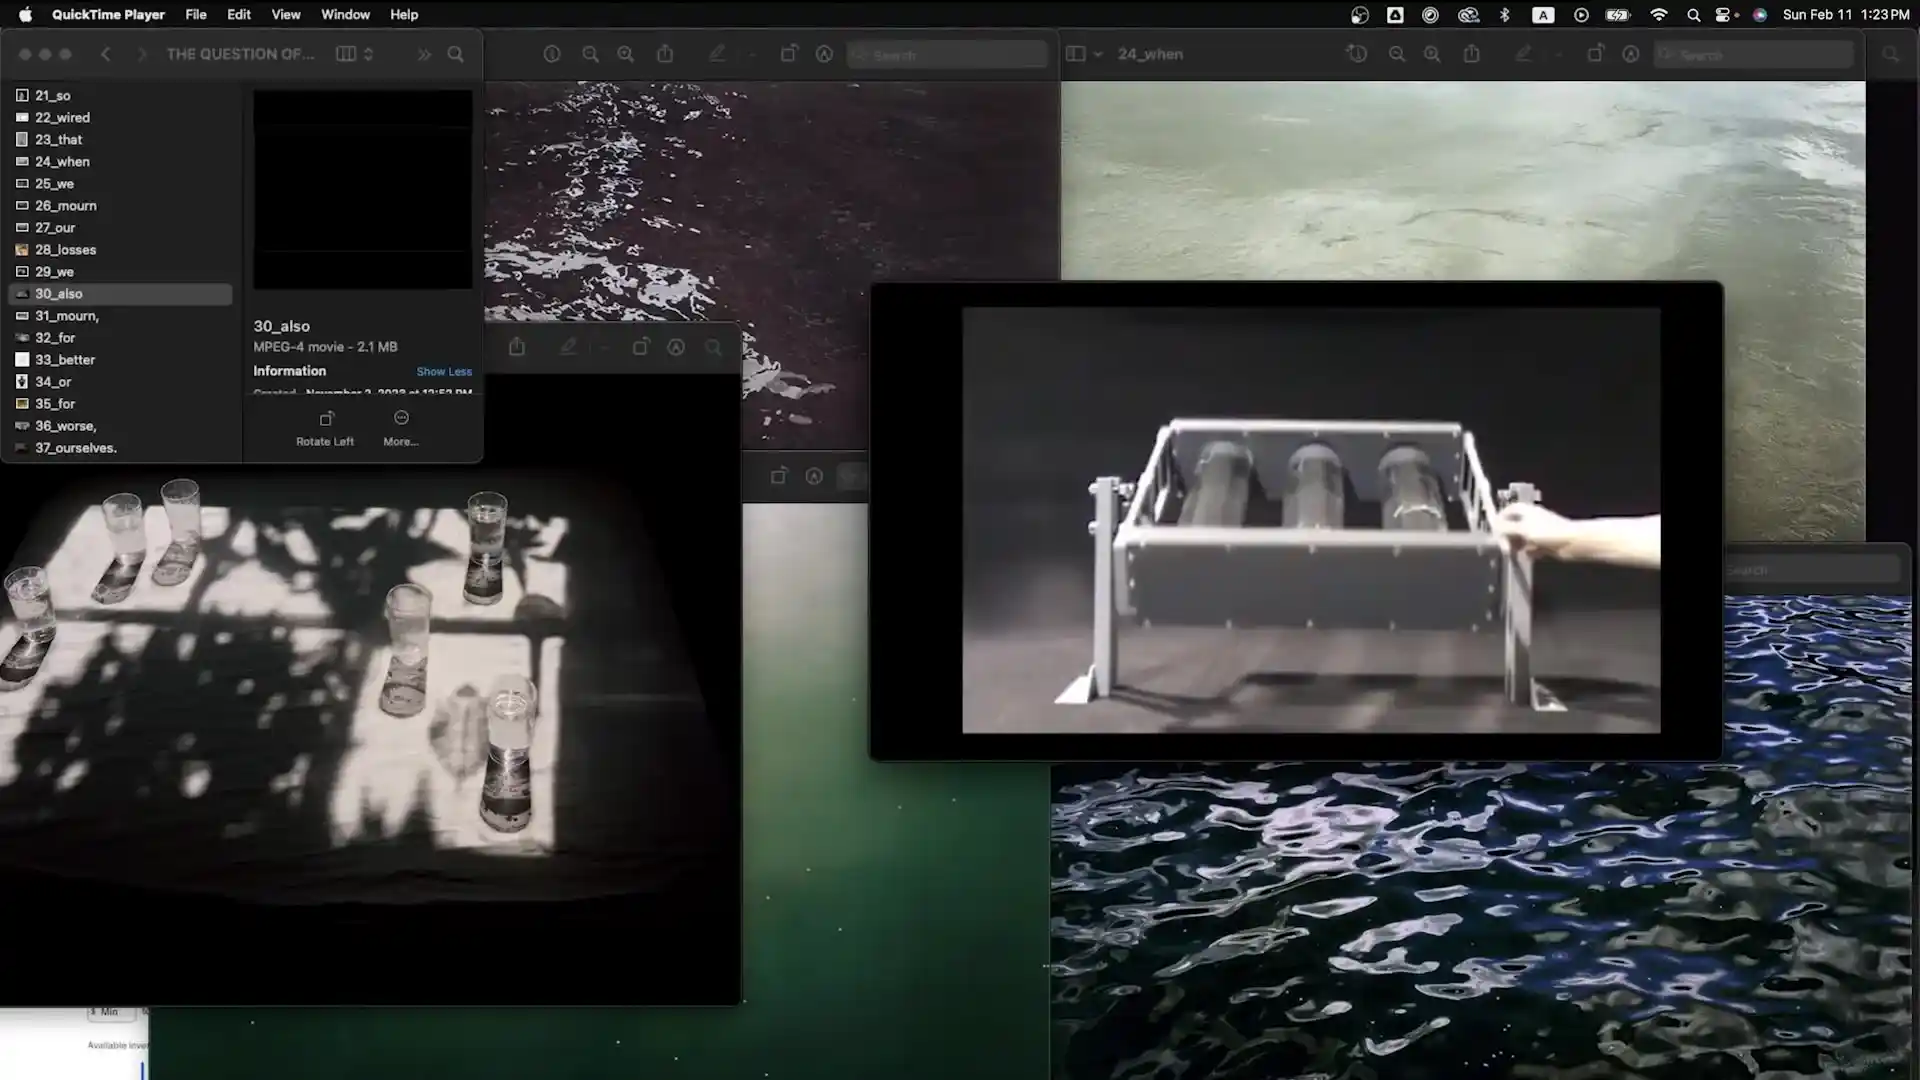 QuickTime Player File Edit View Window Help
A
Sun Feb 11 1:23 PM
THE QUESTION OF...
Search
24_when
Search
21_so
22_wired
23_that
24_when
25_we
26_mourn
27_our
28_losses
29_we
30_also
31_mourn,
32_for
33_better
34_or
35_for
36_worse,
37_ourselves.
30_also
MPEG-4 movie - 2.1 MB
Information Show Less
Rotate Left More...
Search
$ Min
Available inver